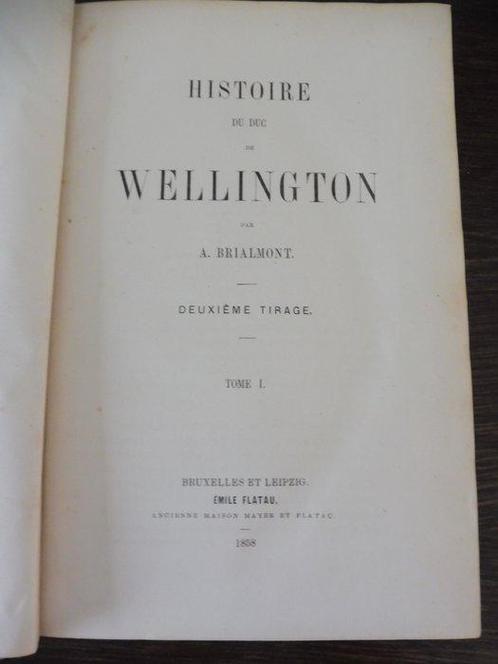 HISTOIRE
DU DUC
DE
WELLINGTON
PAR
A. BRIALMONT.
DEUXIÈME TIRAGE.
TOME I.
BRUXELLES ET LEIPZIG.
ÉMILE FLATAU.
ANCIENNE MAISON MAYER ET FLATAU
1858